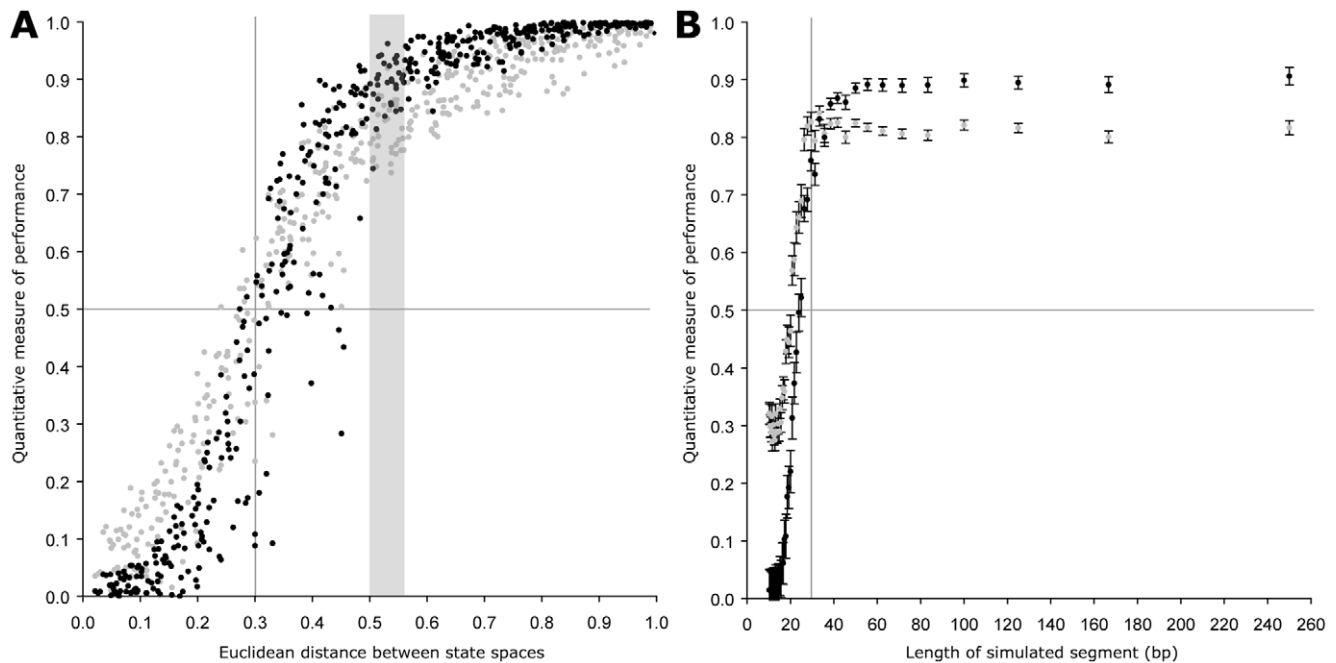 A
Quantitative measure of performance
1.0
0.9
0.8
0.7
0.6
0.5
0.4
0.3
0.2
0.1
0.0
0.0 0.1 0.2 0.3 0.4 0.5 0.6 0.7 0.8 0.9 1.0
Euclidean distance between state spaces
B
Quantitative measure of performance
1.0
0.9
0.8
0.7
0.6
0.5
0.4
0.3
0.2
0.1
0.0
0 20 40 60 80 100 120 140 160 180 200 220 240 260
Length of simulated segment (bp)